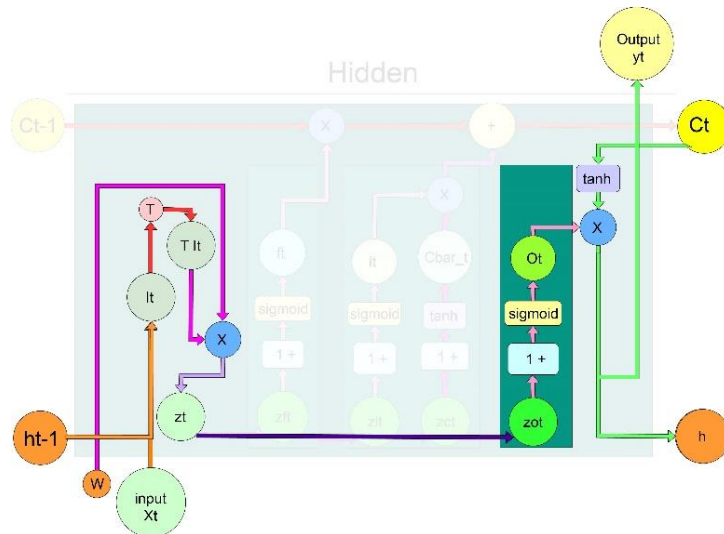 Output
yt
Hidden
Ct-1
X
+
Ct
tanh
T
T It
X
ft
It
X
Cbar_t
Ot
It
sigmoid
sigmoid
tanh
sigmoid
X
1 +
1 +
1 +
1 +
zt
zft
zit
zct
zot
ht-1
h
W
input
Xt